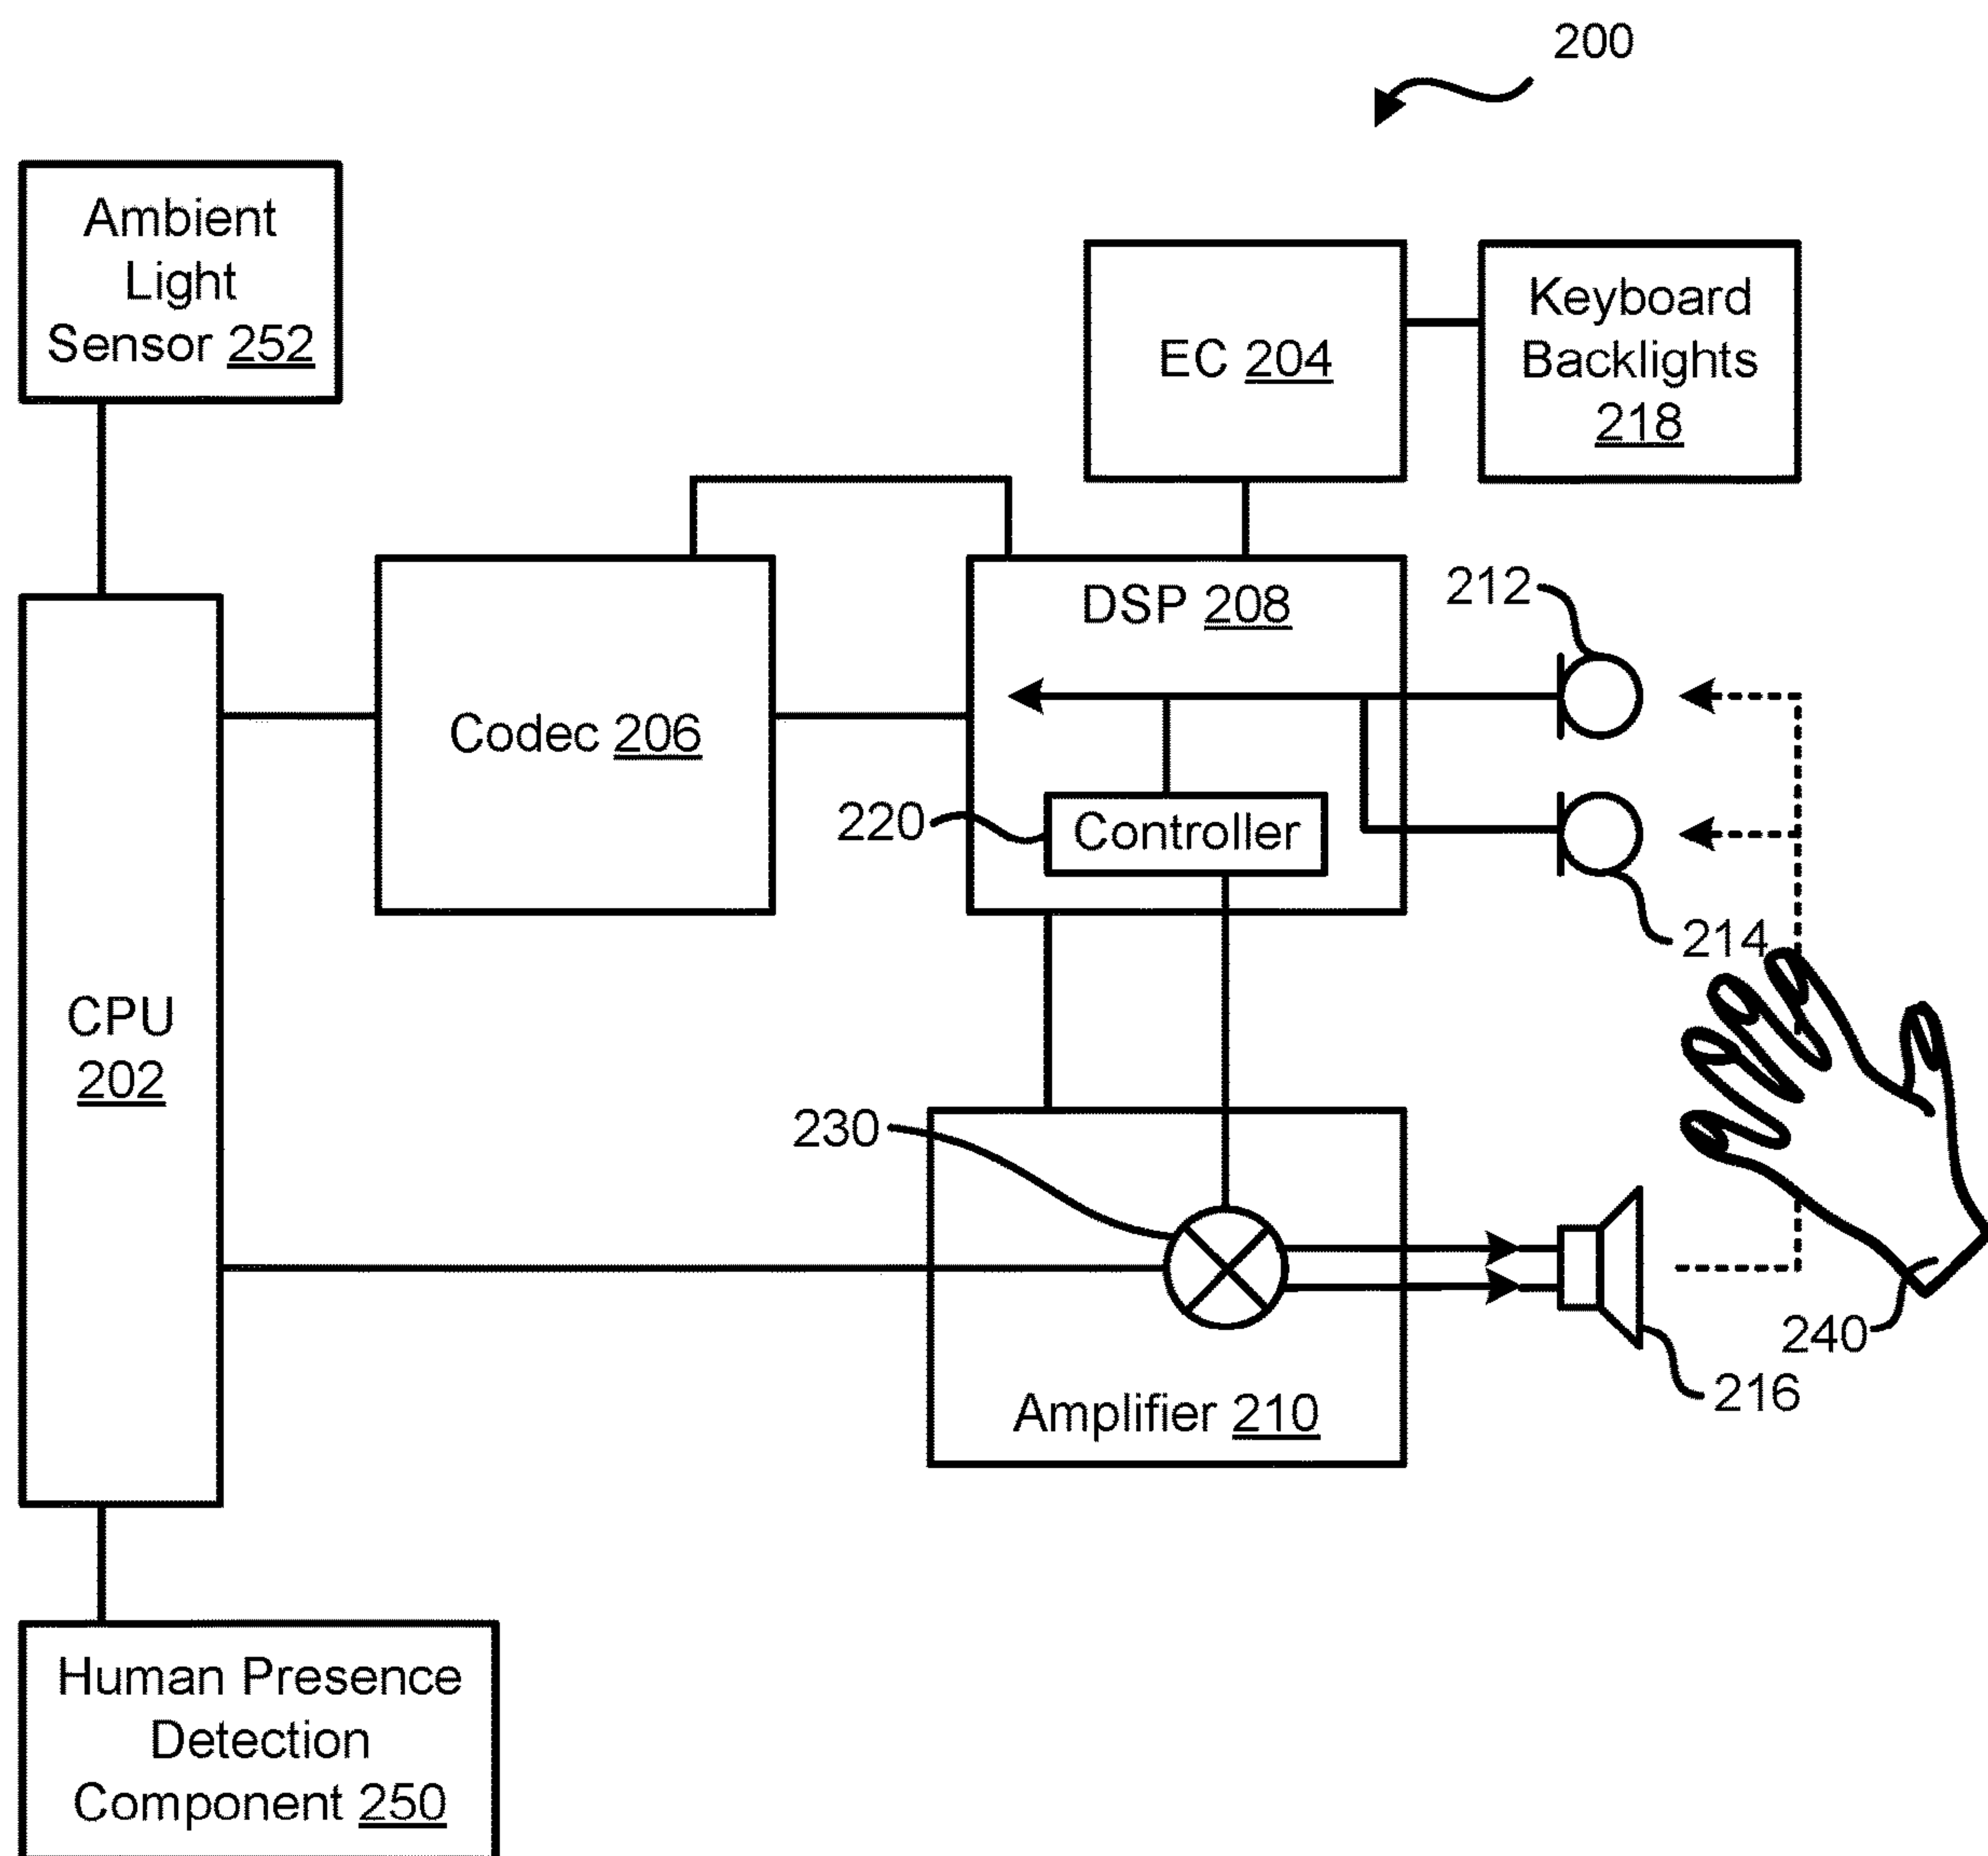 200
Ambient
Light
Sensor 252
EC 204
Keyboard
Backlights
218
DSP 208
212
Codec 206
220
Controller
214
CPU
202
230
240
216
Amplifier 210
Human Presence
Detection
Component 250